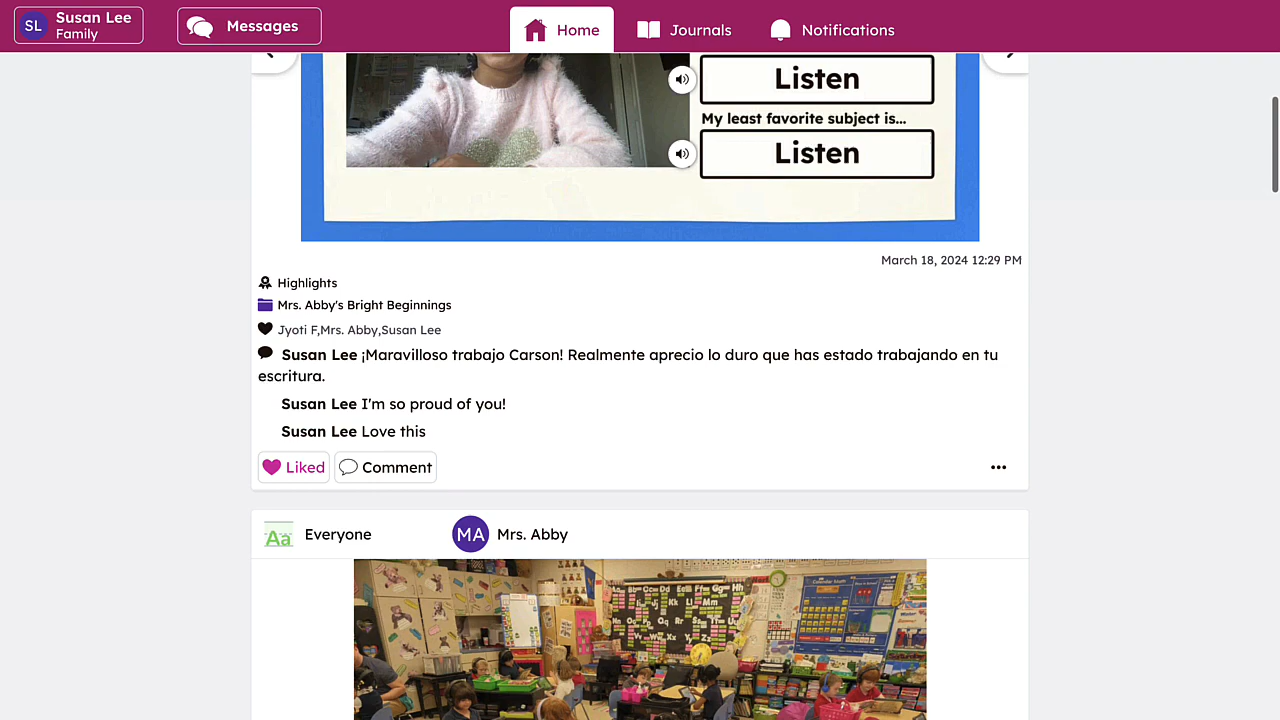 SL
Susan Lee
Family
Messages
Home
Journals
Notifications
Listen
My least favorite subject is...
Listen
March 18, 2024 12:29 PM
Highlights
Mrs. Abby's Bright Beginnings
Jyoti F,Mrs. Abby,Susan Lee
Susan Lee ¡Maravilloso trabajo Carson! Realmente aprecio lo duro que has estado trabajando en tu
escritura.
Susan Lee I'm so proud of you!
Susan Lee Love this
Liked
Comment
Aa
Everyone
MA
Mrs. Abby